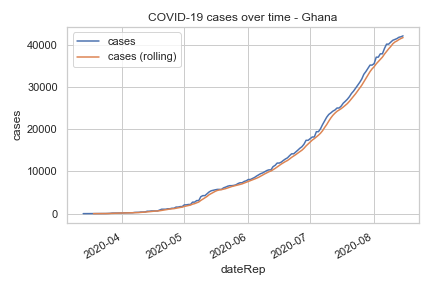 COVID-19 cases over time - Ghana
cases
cases (rolling)
40000
30000
20000
10000
0
cases
2020-04
2020-05
2020-06
2020-07
2020-08
dateRep